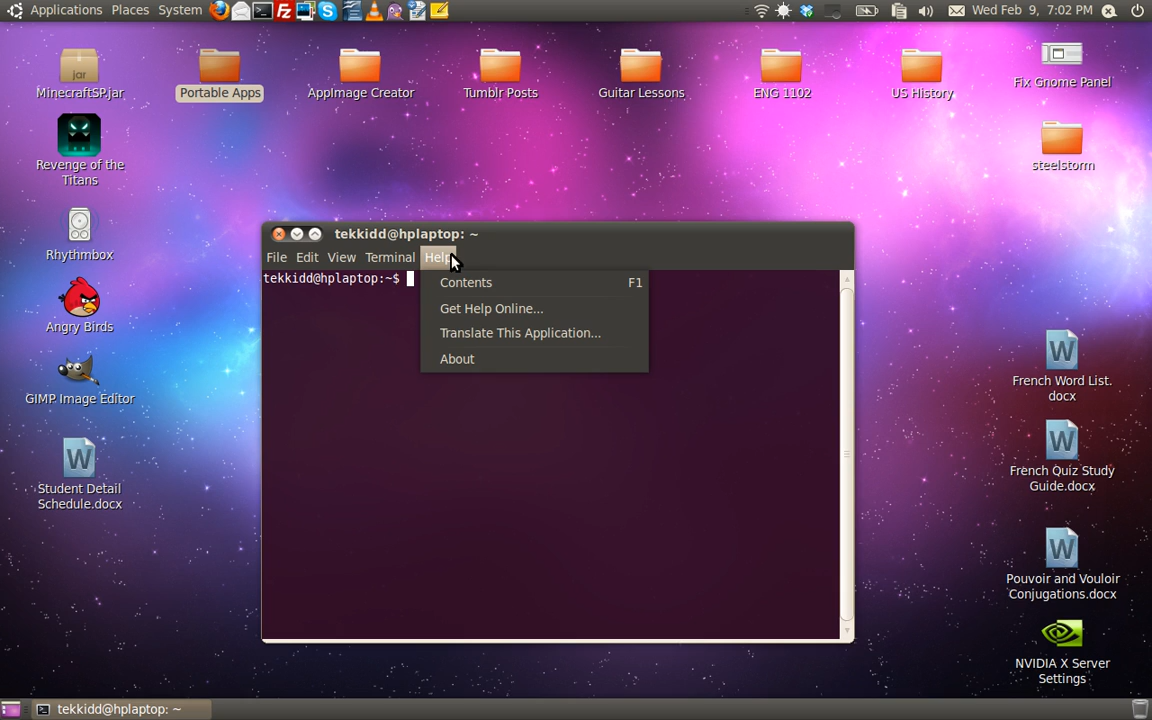 Applications Places System
Wed Feb 9, 7:02 PM
jar
MinecraftSP.jar
Portable Apps
AppImage Creator
Tumblr Posts
Guitar Lessons
ENG 1102
US History
Fix Gnome Panel
Revenge of the
Titans
steelstorm
Rhythmbox
Angry Birds
GIMP Image Editor
W
Student Detail
Schedule.docx
tekkidd@hplaptop: ~
File Edit View Terminal Help
tekkidd@hplaptop:~$
Contents F1
Get Help Online...
Translate This Application...
About
W
French Word List.
docx
W
French Quiz Study
Guide.docx
W
Pouvoir and Vouloir
Conjugations.docx
NVIDIA X Server
Settings
tekkidd@hplaptop: ~